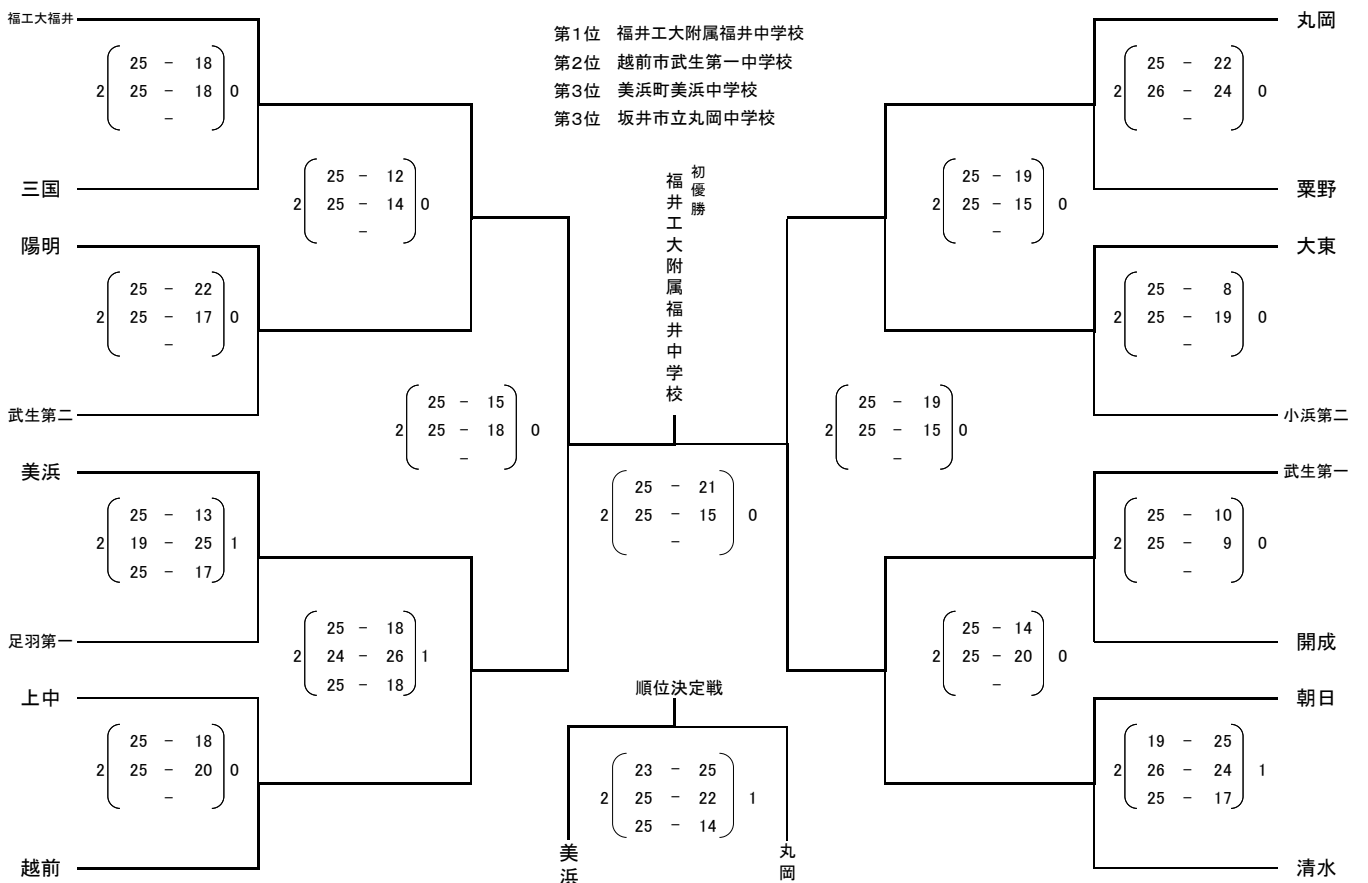 第1位 福井工大附属福井中学校
第2位 越前市武生第一中学校
第3位 美浜町美浜中学校
第3位 坂井市立丸岡中学校
初優勝
福井工大附属福井中学校
福工大福井
25 － 18
2 25 － 18 0
－
三国
25 － 12
2 25 － 14 0
－
陽明
25 － 22
2 25 － 17 0
－
武生第二
25 － 15
2 25 － 18 0
－
美浜
25 － 13
2 19 － 25 1
25 － 17
足羽第一
25 － 18
2 24 － 26 1
25 － 18
上中
25 － 18
2 25 － 20 0
－
越前
25 － 21
2 25 － 15 0
－
順位決定戦
23 － 25
2 25 － 22 1
25 － 14
美浜
丸岡
丸岡
25 － 22
2 26 － 24 0
－
粟野
25 － 19
2 25 － 15 0
－
大東
25 － 8
2 25 － 19 0
－
小浜第二
25 － 19
2 25 － 15 0
－
武生第一
25 － 10
2 25 － 9 0
－
開成
25 － 14
2 25 － 20 0
－
朝日
19 － 25
2 26 － 24 1
25 － 17
清水